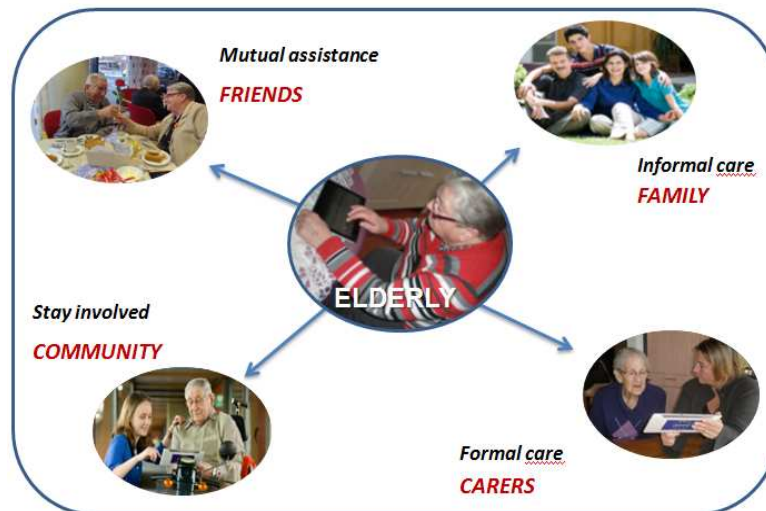 Mutual assistance
FRIENDS
Informal care
FAMILY
ELDERLY
Stay involved
COMMUNITY
Formal care
CARERS